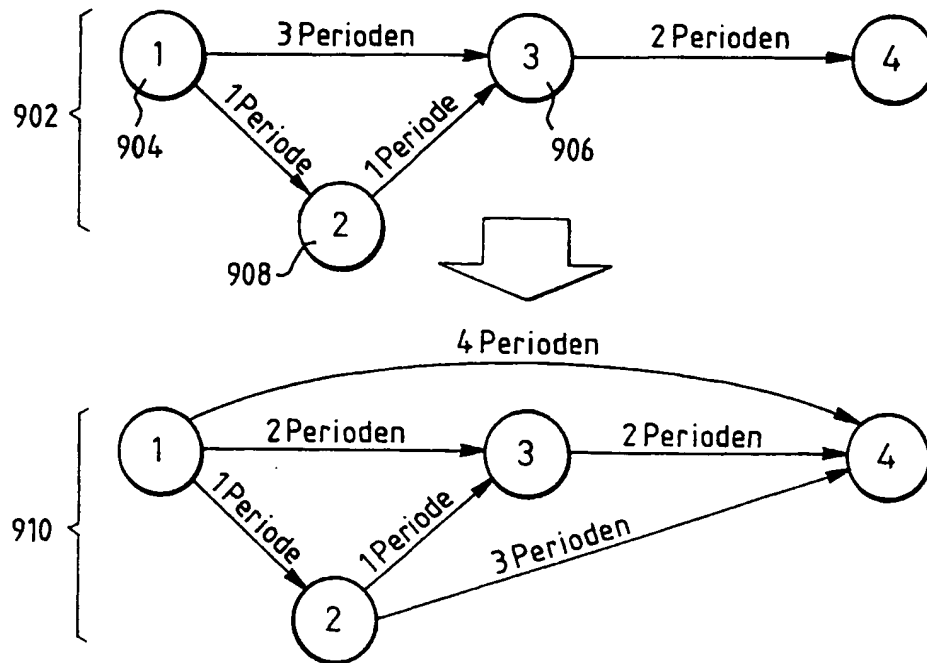 1
3 Perioden
3
2 Perioden
4
902
904
1 Periode
1 Periode
906
2
908
4 Perioden
1
2 Perioden
3
2 Perioden
4
910
1 Periode
1 Periode
3 Perioden
2